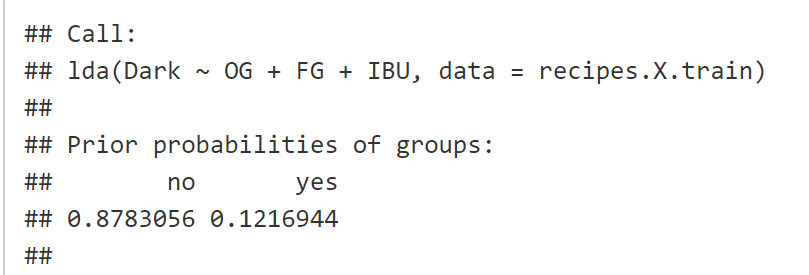 ## Call:
## lda(Dark ~ OG + FG + IBU, data = recipes.X.train)
##
## Prior probabilities of groups:
##        no       yes
## 0.8783056 0.1216944
##